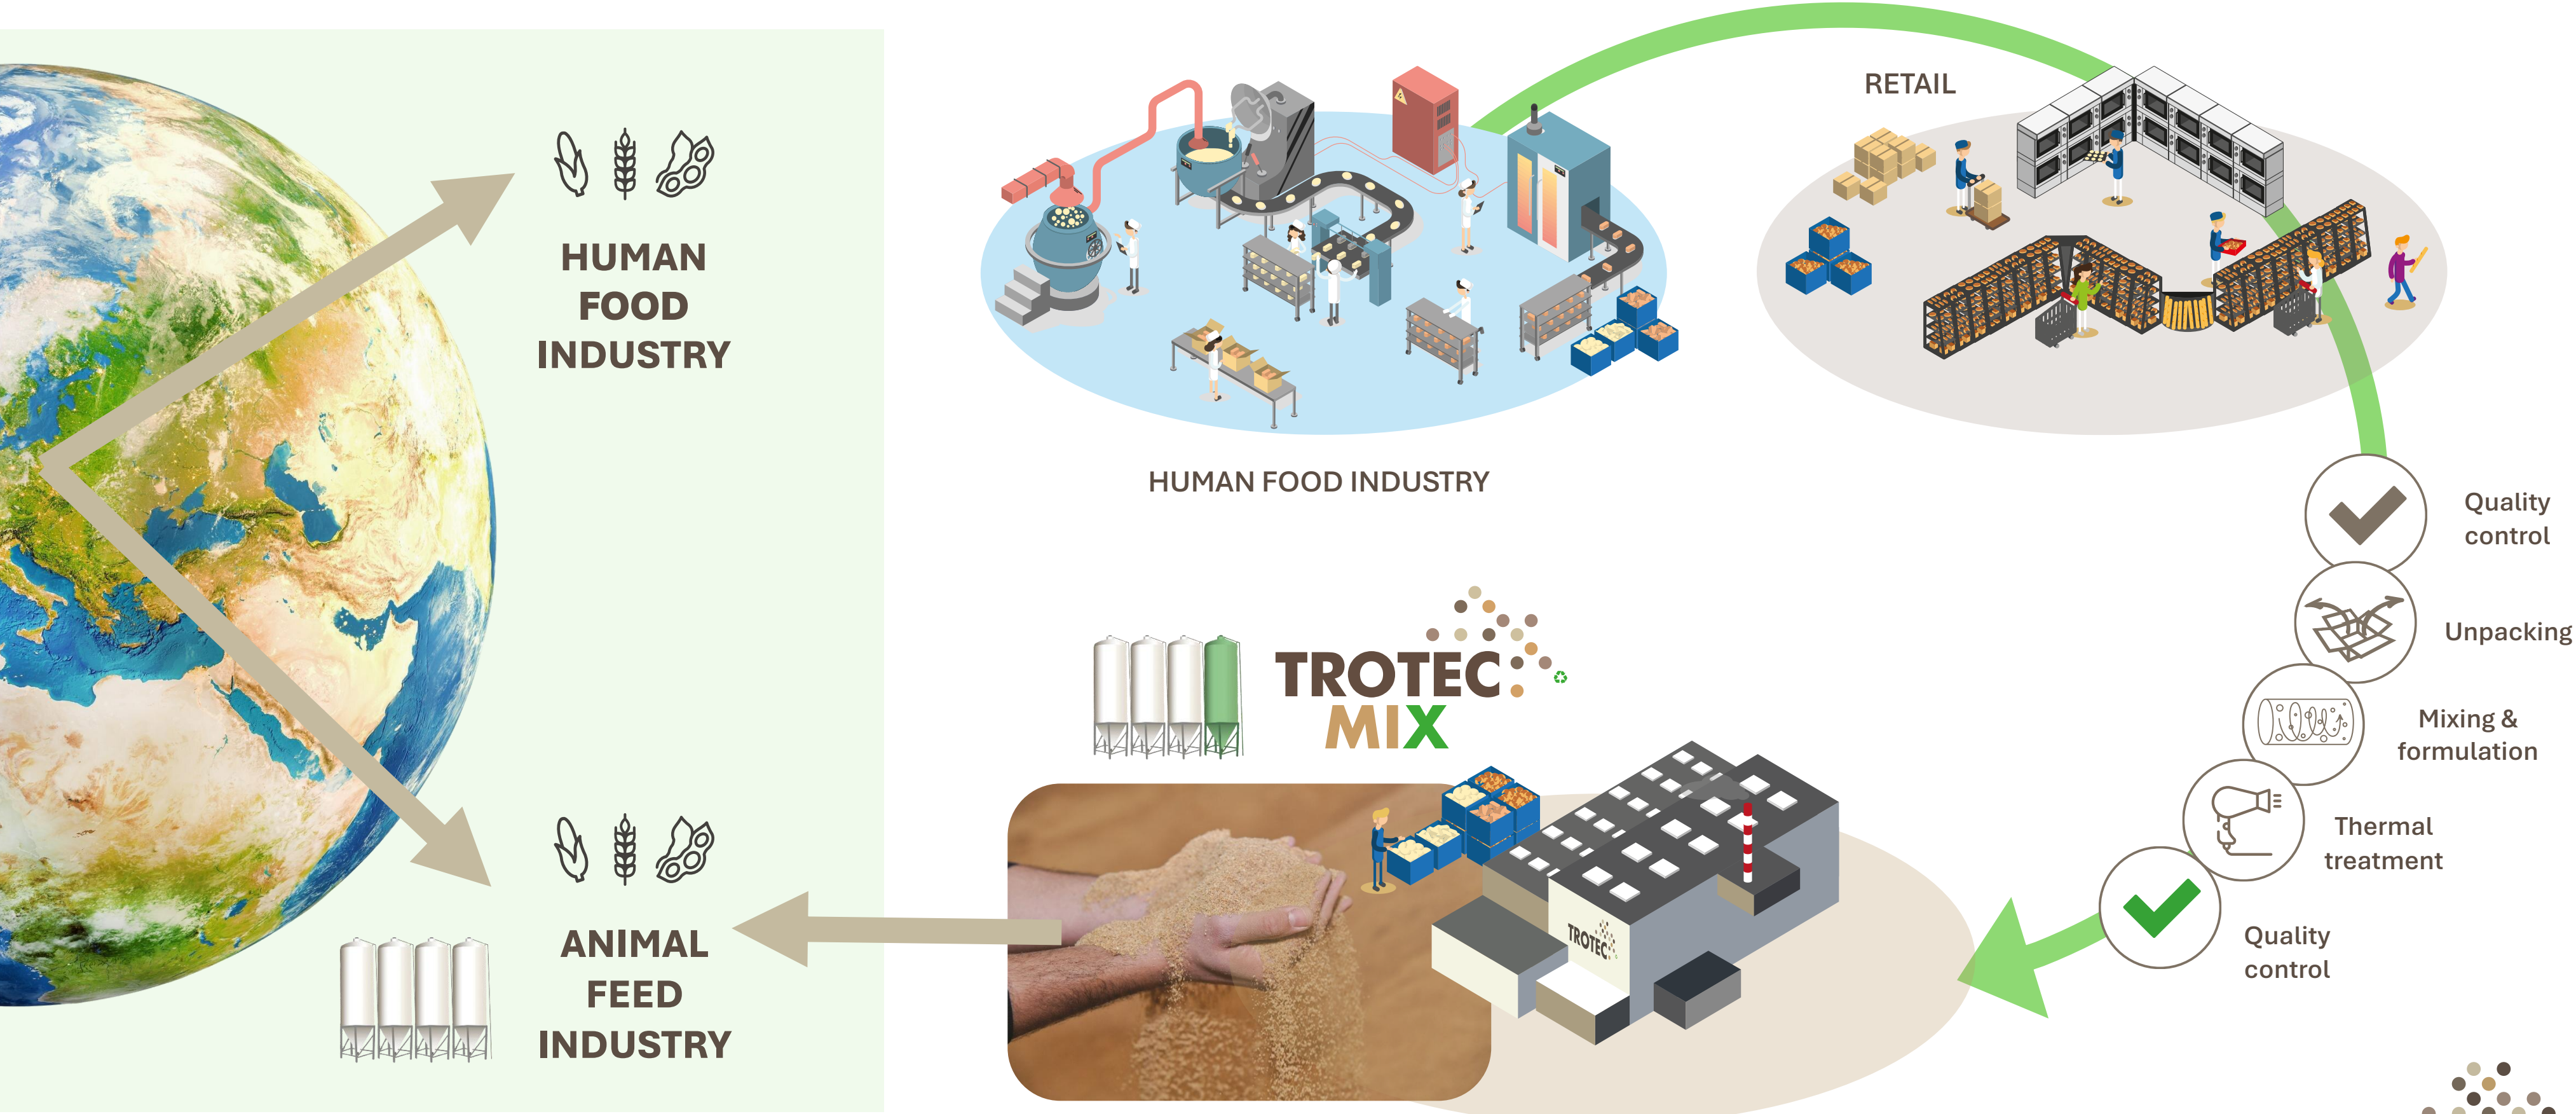 HUMAN
FOOD
INDUSTRY
ANIMAL
FEED
INDUSTRY
HUMAN FOOD INDUSTRY
RETAIL
Quality
control
Unpacking
Mixing &
formulation
Thermal
treatment
Quality
control
TROTEC
MIX
TROTEC